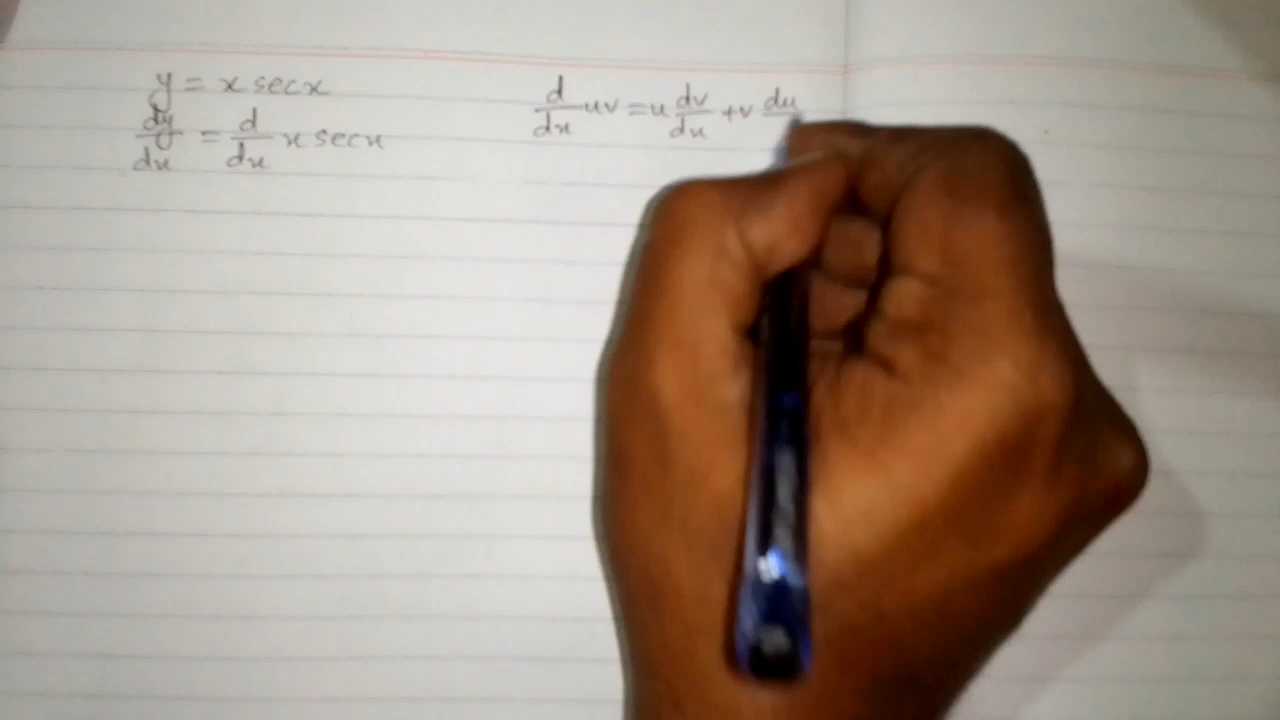 y = x secx
dy/dx = d/dx x secx
d/dx uv = u dv/dx + v du